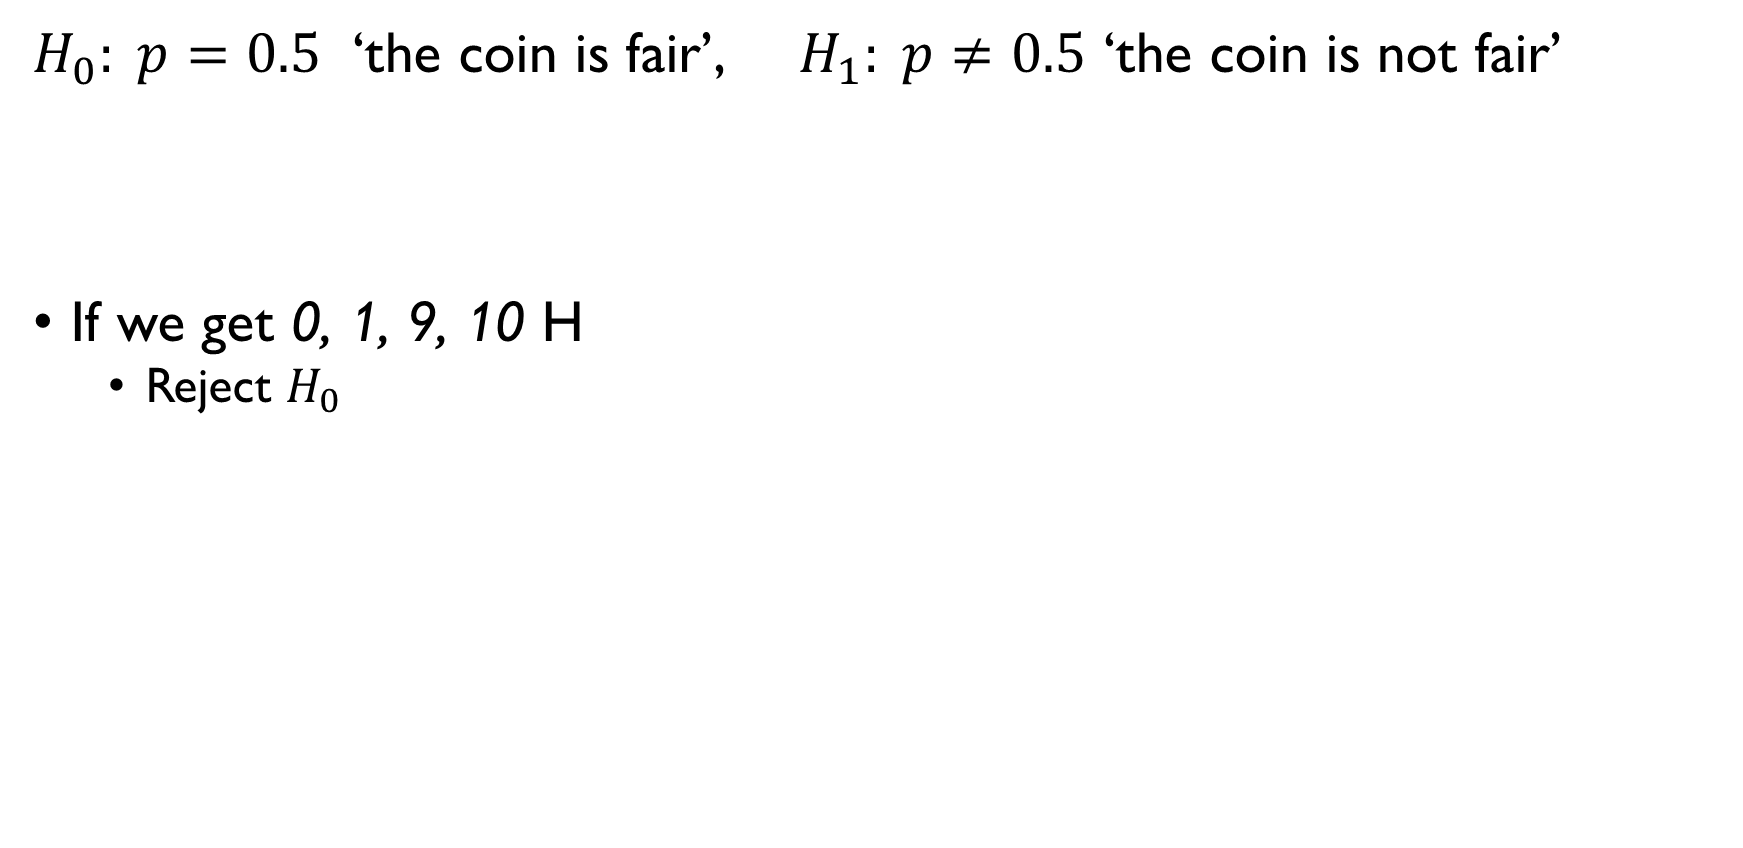 H₀: p = 0.5 ‘the coin is fair’, H₁: p ≠ 0.5 ‘the coin is not fair’
• If we get 0, 1, 9, 10 H
• Reject H₀